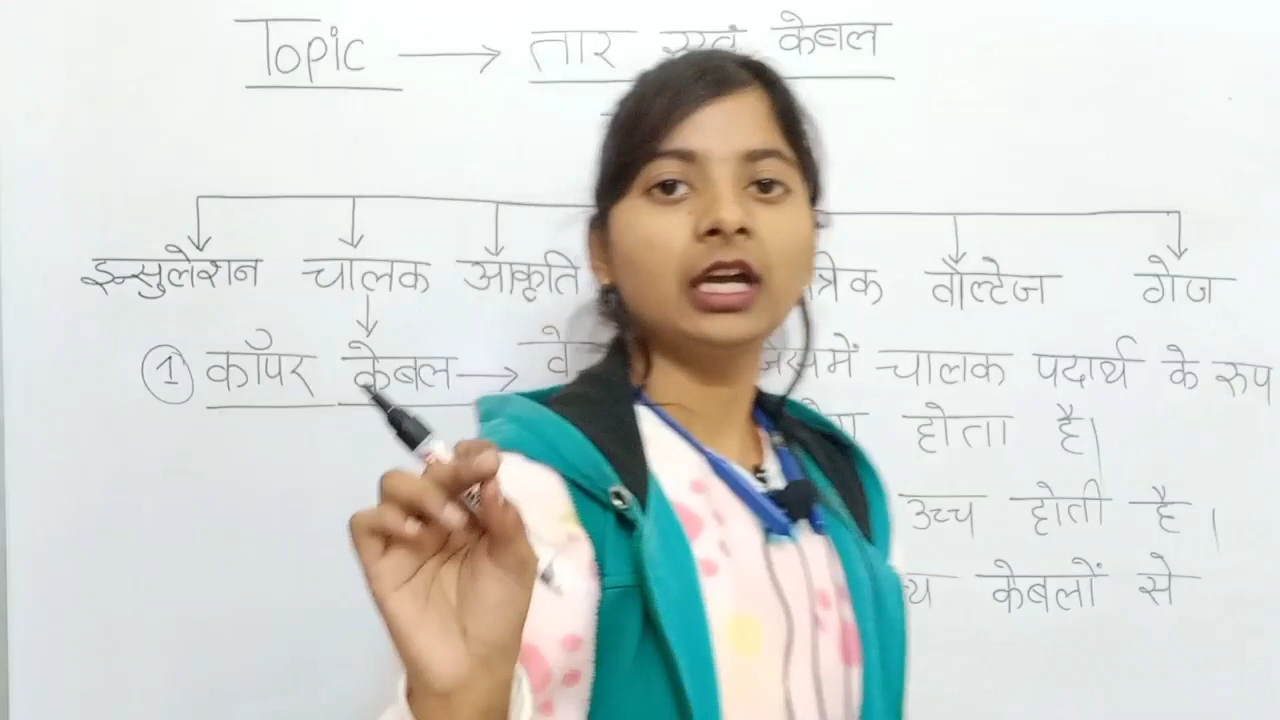 Topic → तार एवं केबल
इन्सुलेशन चालक आकृति वोल्टेज गेज
① कॉपर केबल → जिसमें चालक पदार्थ के रूप
होता है।
उच्च होती है।
केबलों से